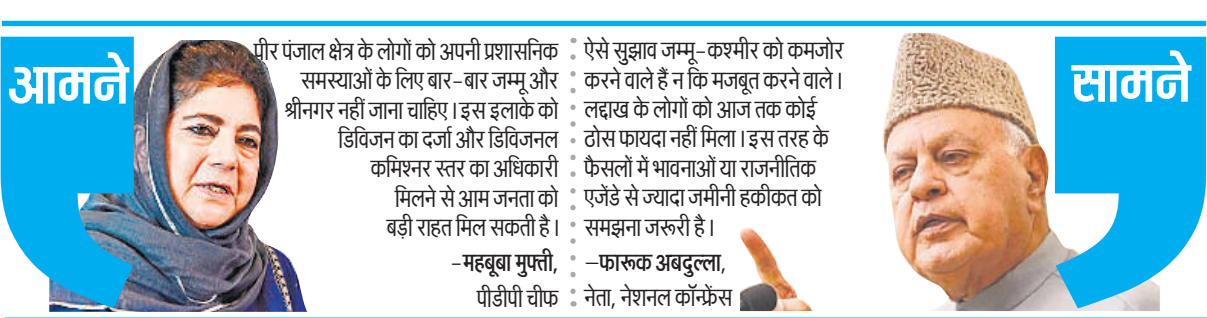 आमने
पीर पंजाल क्षेत्र के लोगों को अपनी प्रशासनिक
समस्याओं के लिए बार-बार जम्मू और
श्रीनगर नहीं जाना चाहिए। इस इलाके को
डिविजन का दर्जा और डिविजनल
कमिश्नर स्तर का अधिकारी
मिलने से आम जनता को
बड़ी राहत मिल सकती है।
-महबूबा मुफ्ती,
पीडीपी चीफ
ऐसे सुझाव जम्मू-कश्मीर को कमजोर
करने वाले हैं न कि मजबूत करने वाले।
लद्दाख के लोगों को आज तक कोई
ठोस फायदा नहीं मिला। इस तरह के
फैसलों में भावनाओं या राजनीतिक
एजेंडे से ज्यादा जमीनी हकीकत को
समझना जरूरी है।
–फारूक अबदुल्ला,
नेता, नेशनल कॉन्फ्रेंस
सामने